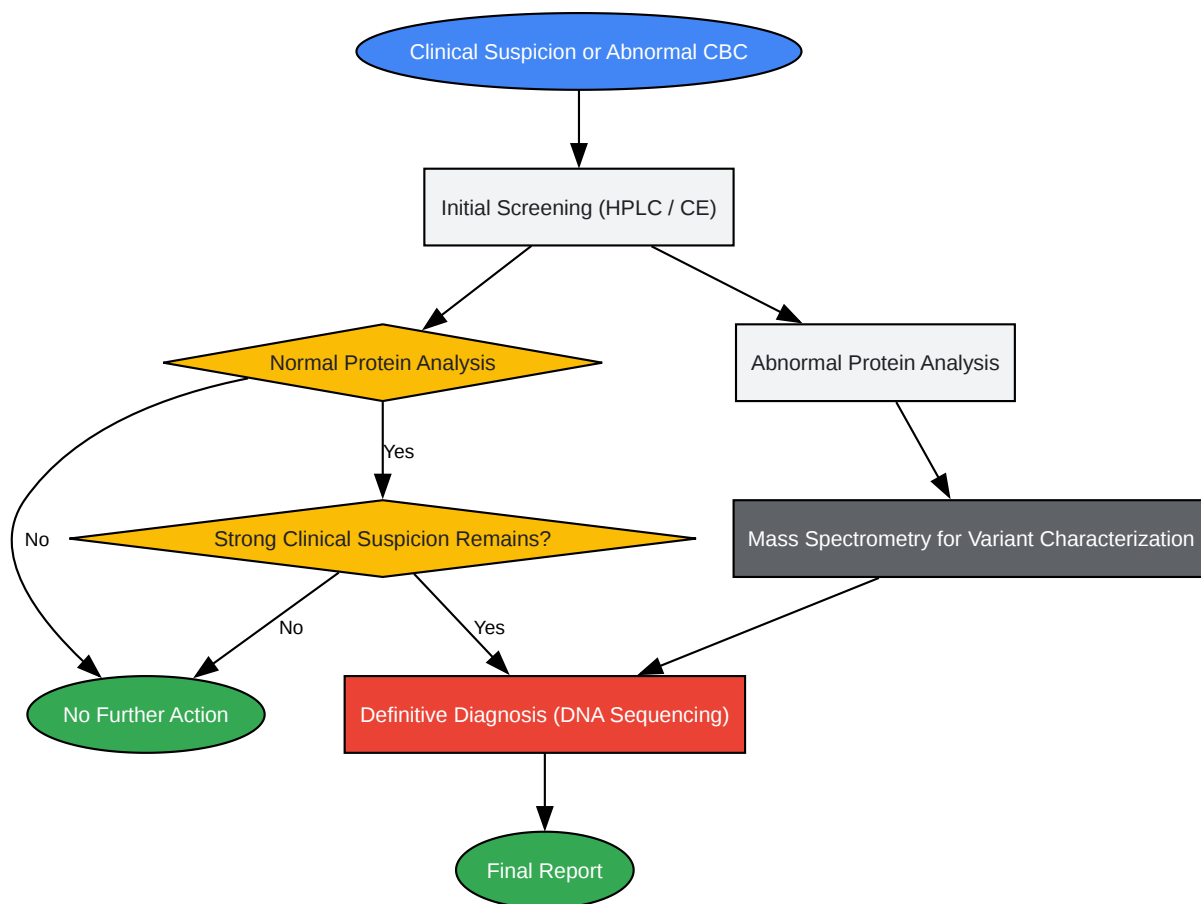 Clinical Suspicion or Abnormal CBC
Initial Screening (HPLC / CE)
Normal Protein Analysis
Abnormal Protein Analysis
Yes
No
Strong Clinical Suspicion Remains?
Mass Spectrometry for Variant Characterization
No
Yes
No Further Action
Definitive Diagnosis (DNA Sequencing)
Final Report